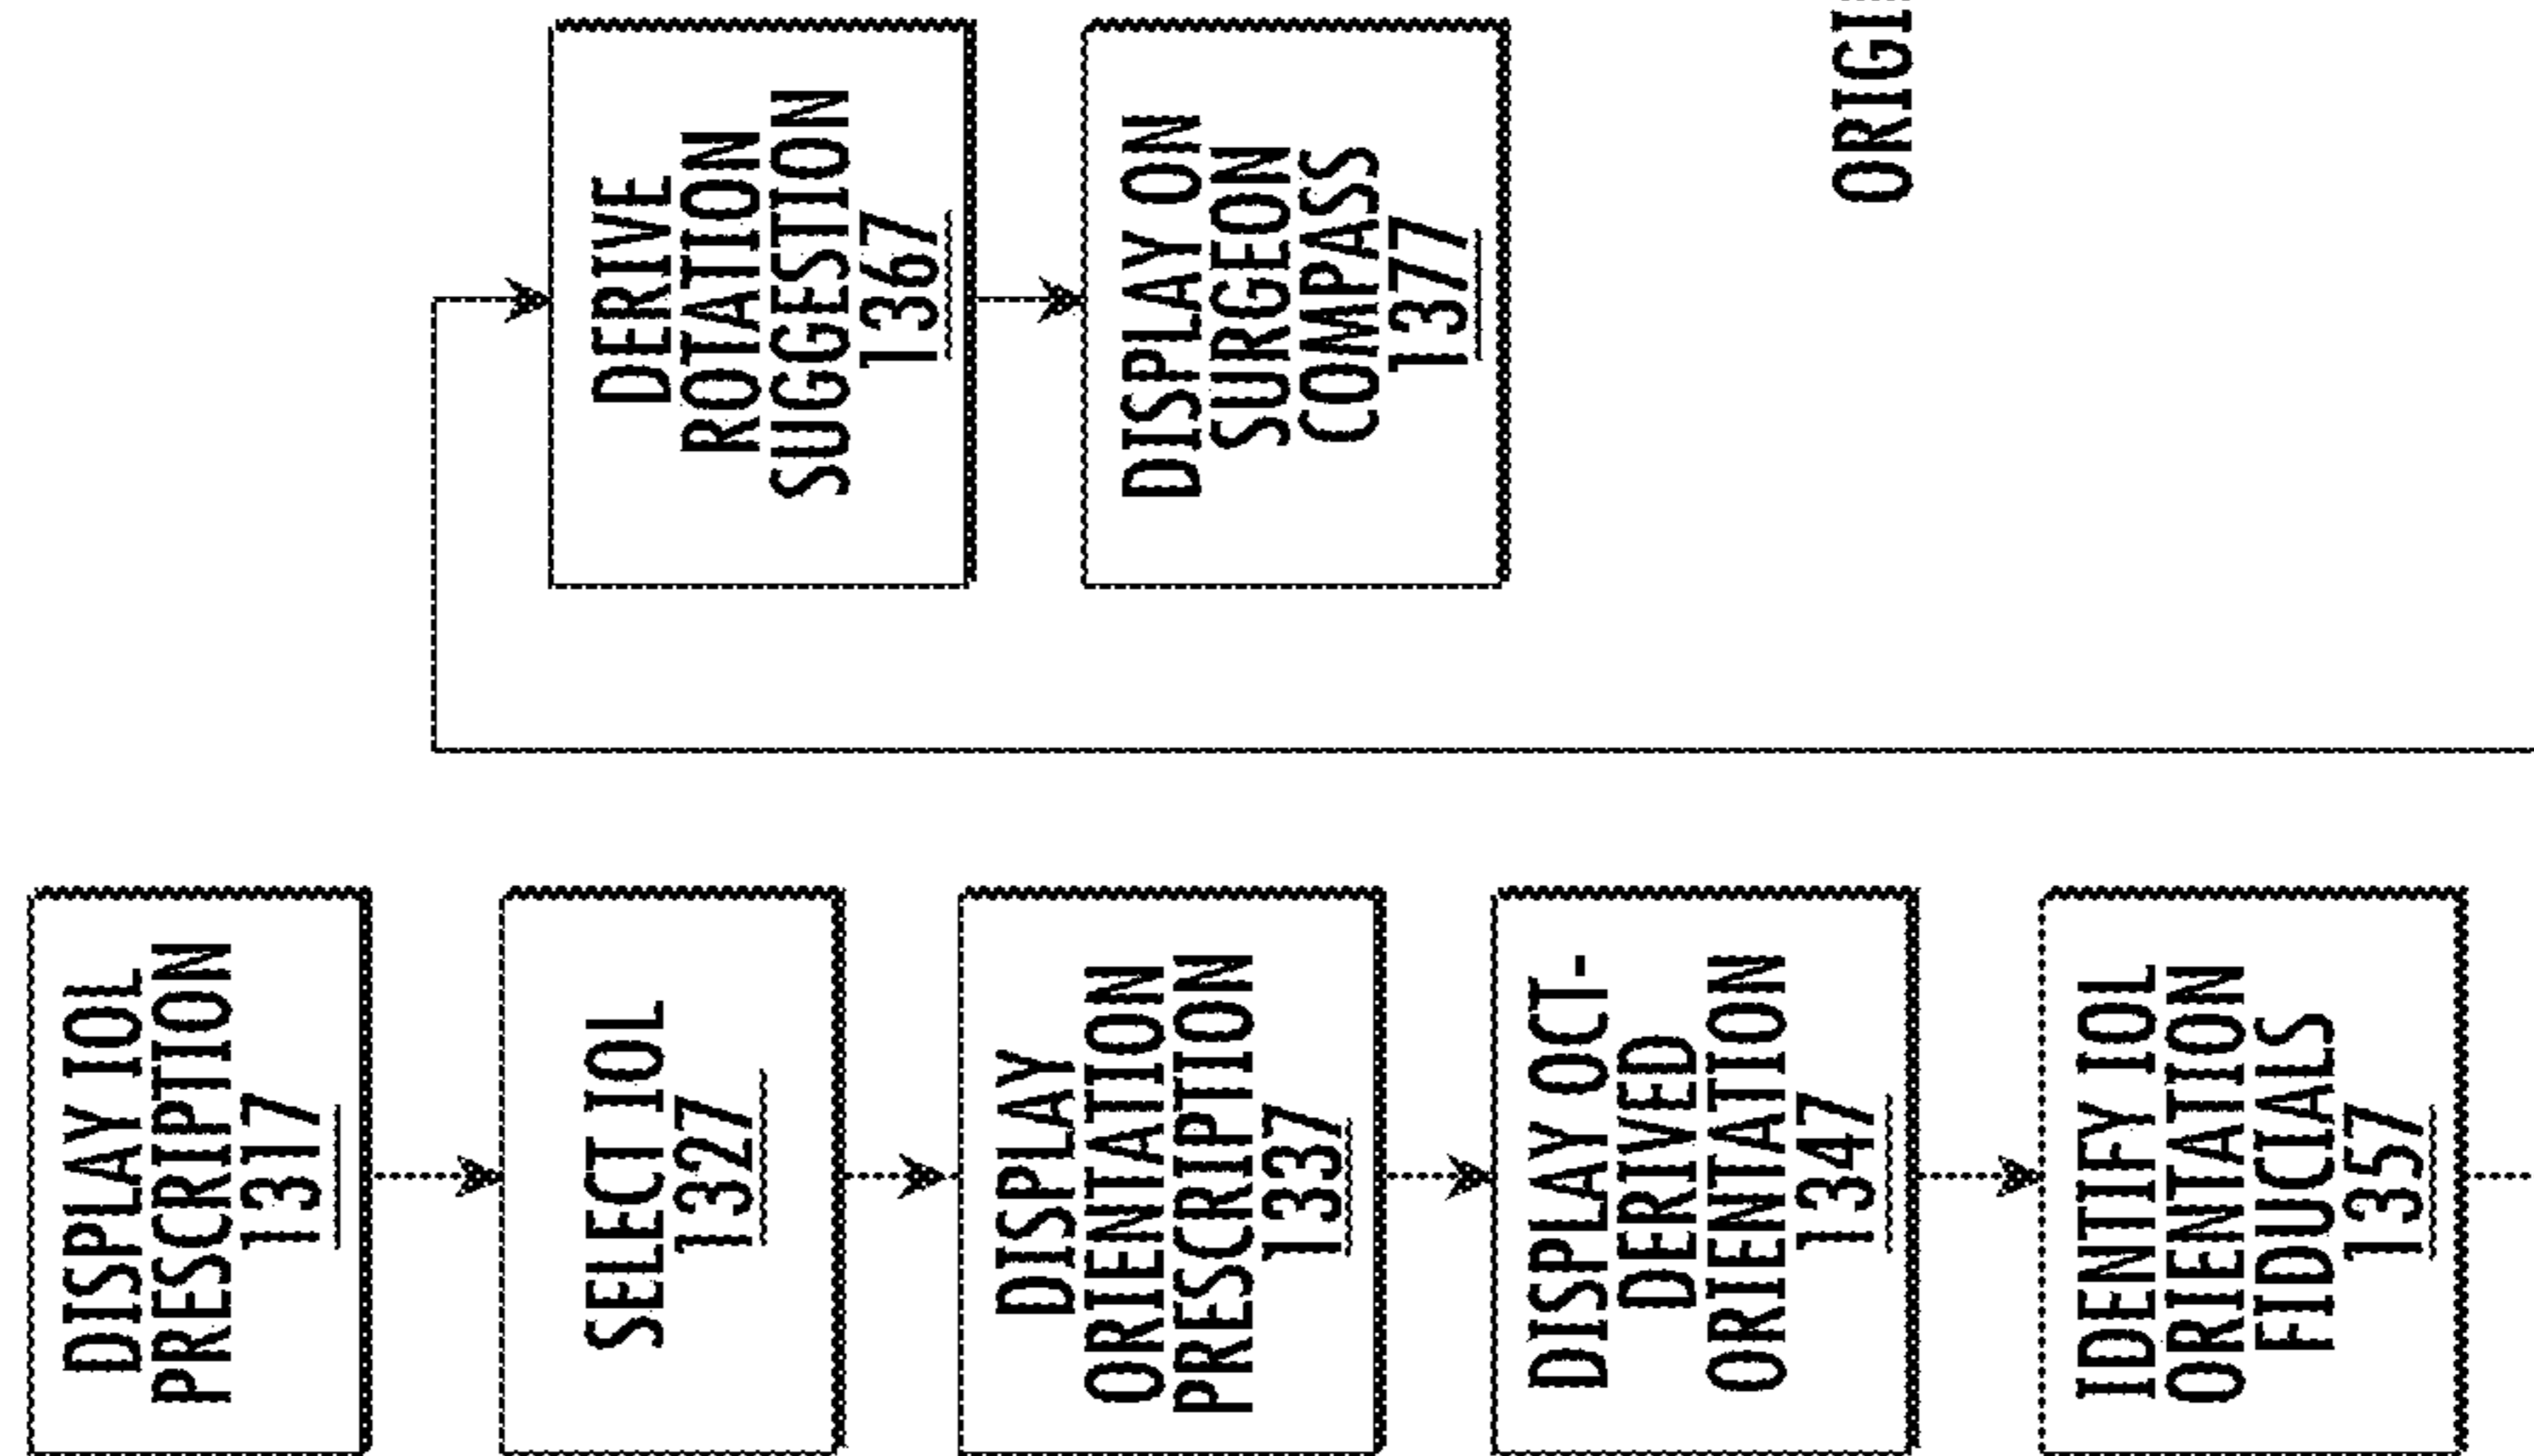 DISPLAY IOL
PRESCRIPTION
1317
SELECT IOL
1327
DISPLAY
ORIENTATION
PRESCRIPTION
1337
DISPLAY OCT-
DERIVED
ORIENTATION
1347
IDENTIFY IOL
ORIENTATION
FIDUCIALS
1357
DERIVE
ROTATION
SUGGESTION
1367
DISPLAY ON
SURGEON
COMPASS
1377